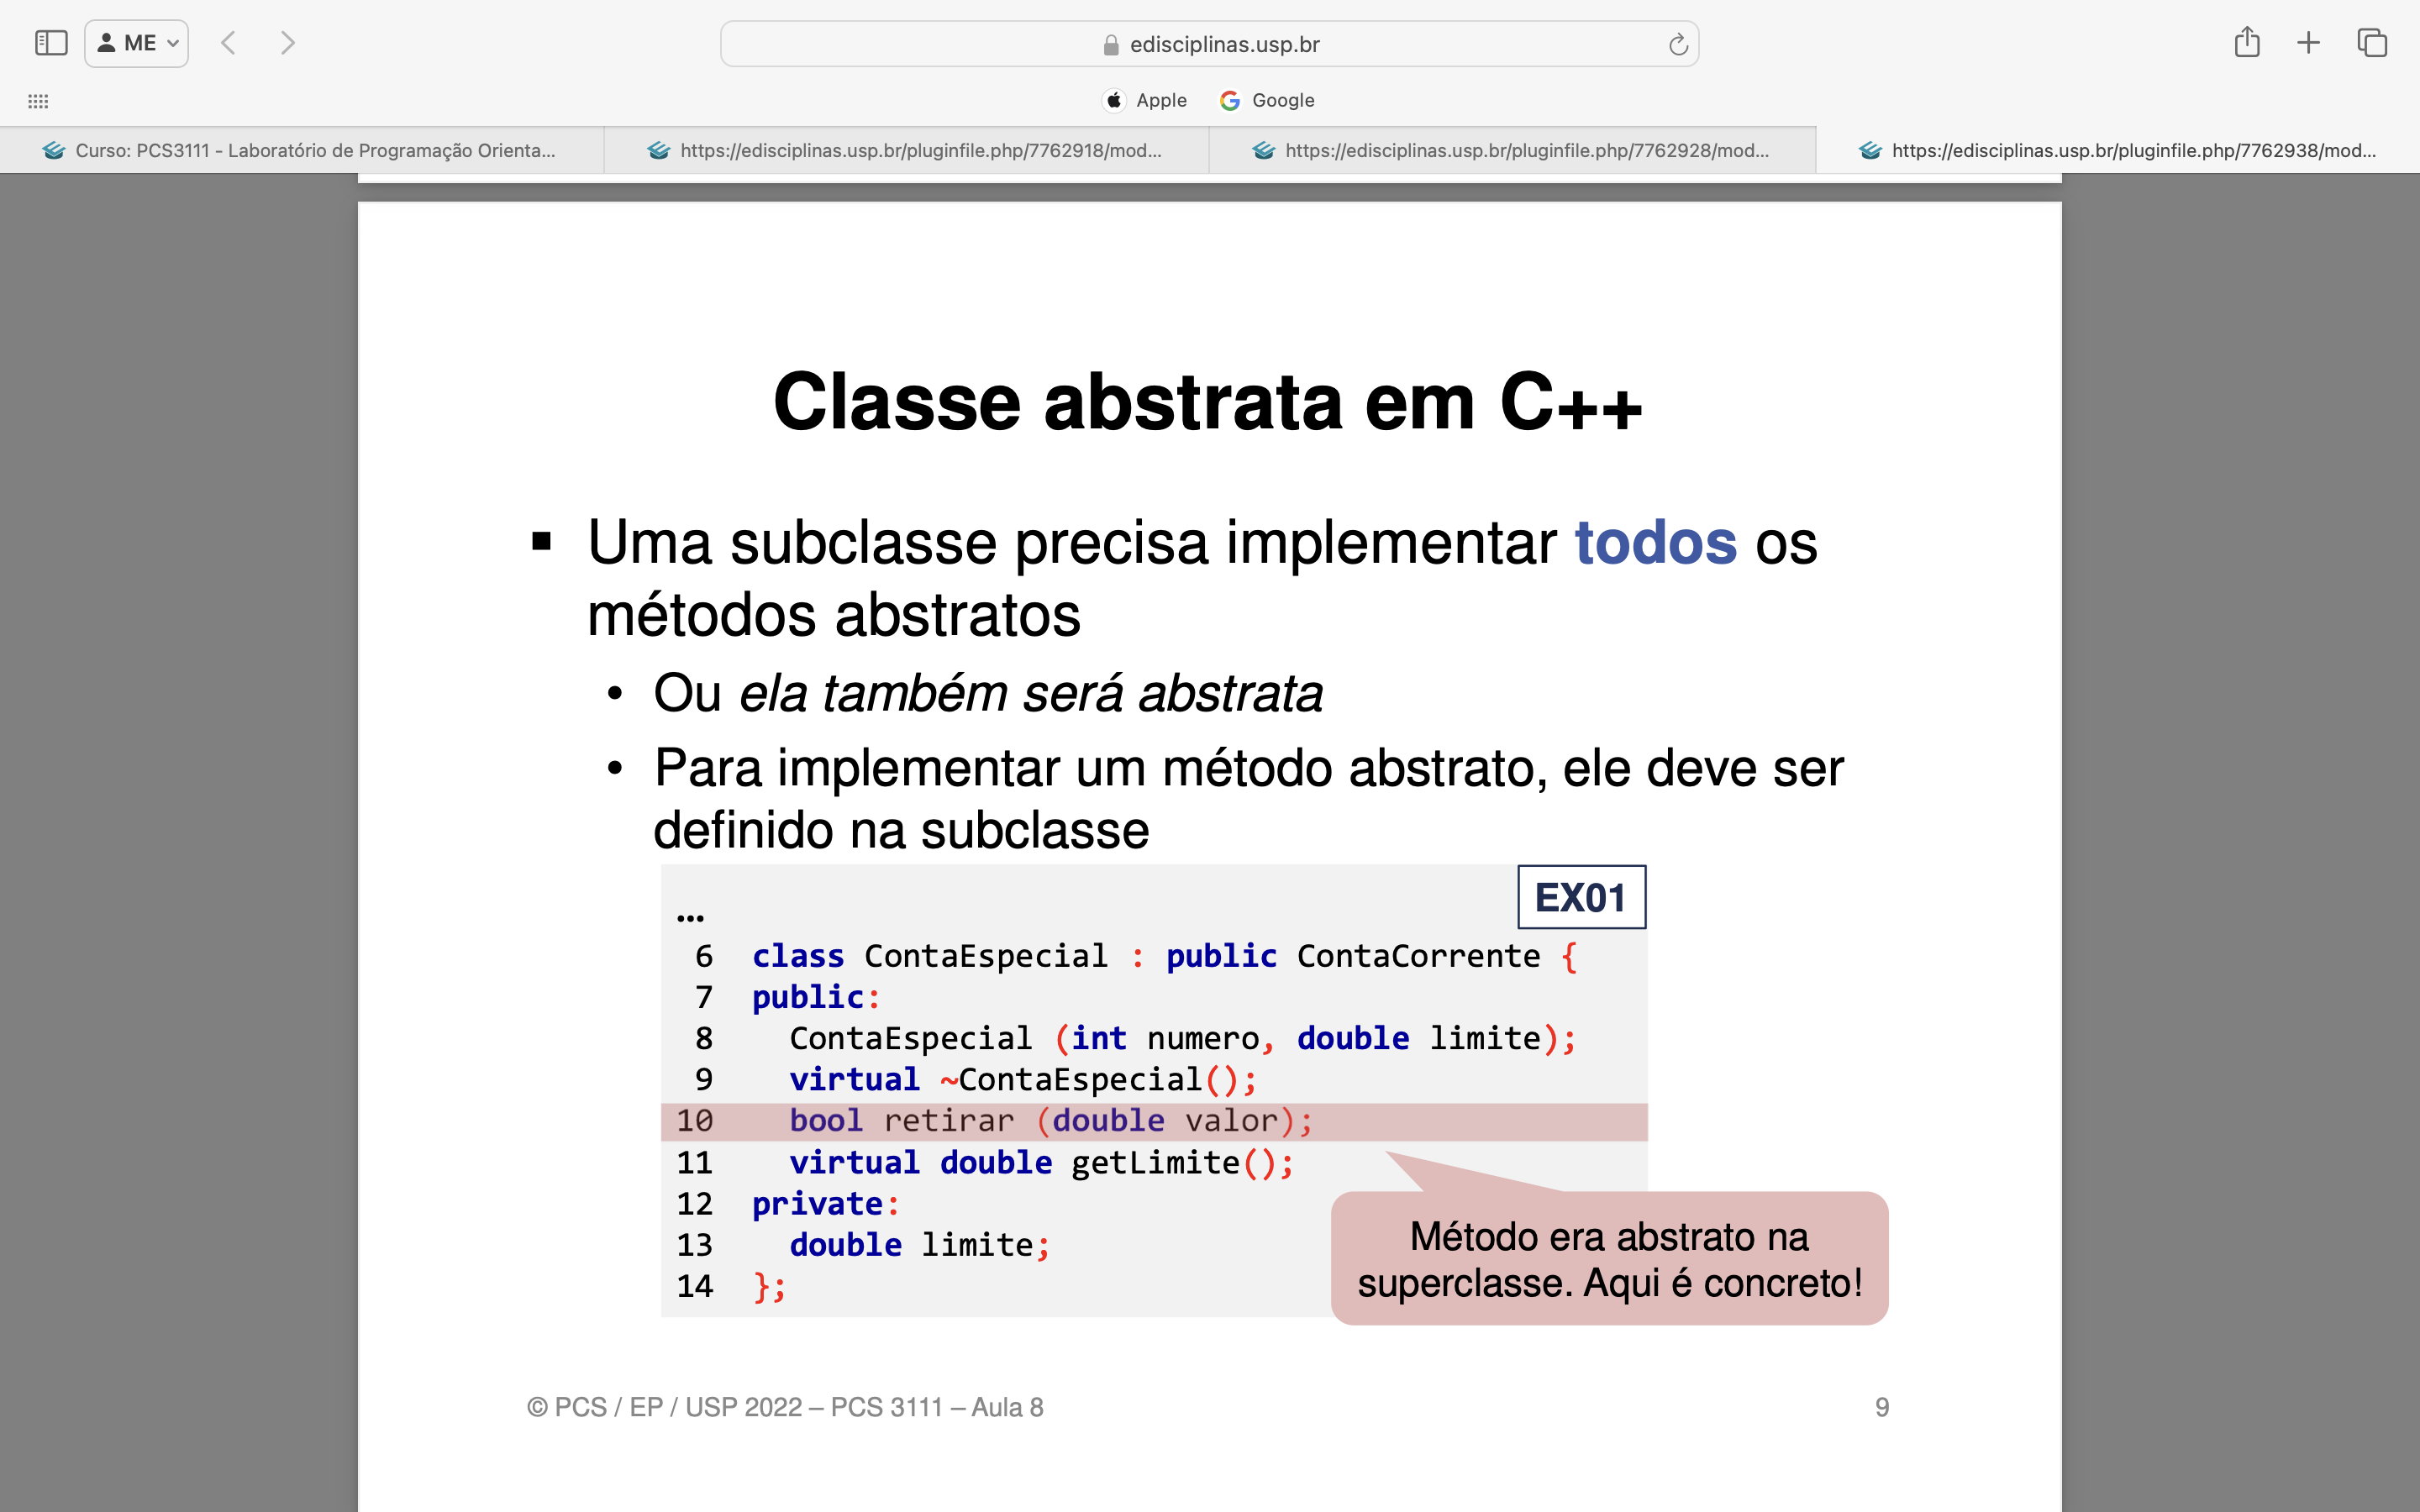 ME
edisciplinas.usp.br
Apple Google
Curso: PCS3111 - Laboratório de Programação Orienta...
https://edisciplinas.usp.br/pluginfile.php/7762918/mod...
https://edisciplinas.usp.br/pluginfile.php/7762928/mod...
https://edisciplinas.usp.br/pluginfile.php/7762938/mod...
Classe abstrata em C++
▪ Uma subclasse precisa implementar todos os
métodos abstratos
• Ou ela também será abstrata
• Para implementar um método abstrato, ele deve ser
definido na subclasse
EX01
...
6 class ContaEspecial : public ContaCorrente {
7 public:
8 ContaEspecial (int numero, double limite);
9 virtual ~ContaEspecial();
10 bool retirar (double valor);
11 virtual double getLimite();
12 private:
13 double limite;
14 };
Método era abstrato na
superclasse. Aqui é concreto!
© PCS / EP / USP 2022 – PCS 3111 – Aula 8
9